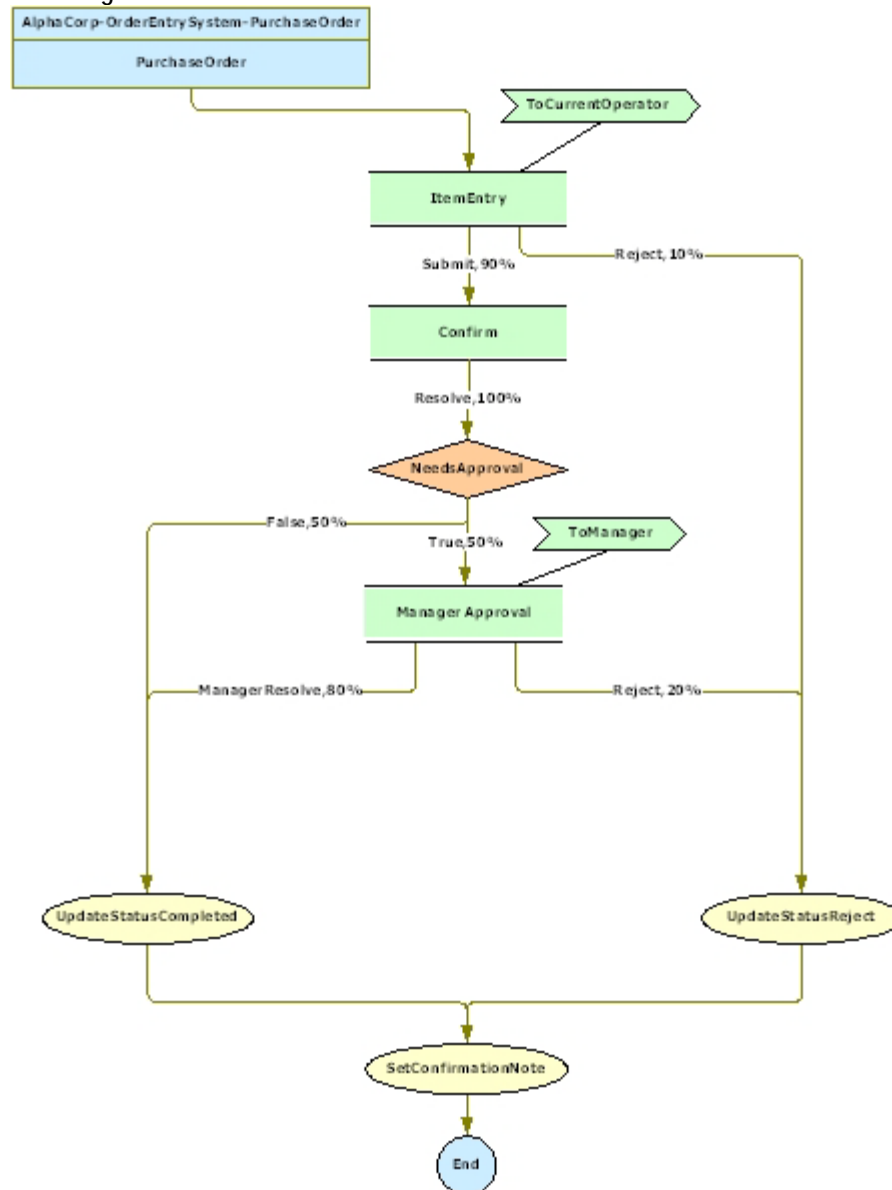 AlphaCorp-OrderEntrySystem-PurchaseOrder
PurchaseOrder
ToCurrentOperator
ItemEntry
Submit,90%
Reject,10%
Confirm
Resolve,100%
NeedsApproval
False,50%
True,50%
ToManager
Manager Approval
ManagerResolve,80%
Reject,20%
UpdateStatusCompleted
UpdateStatusReject
SetConfirmationNote
End